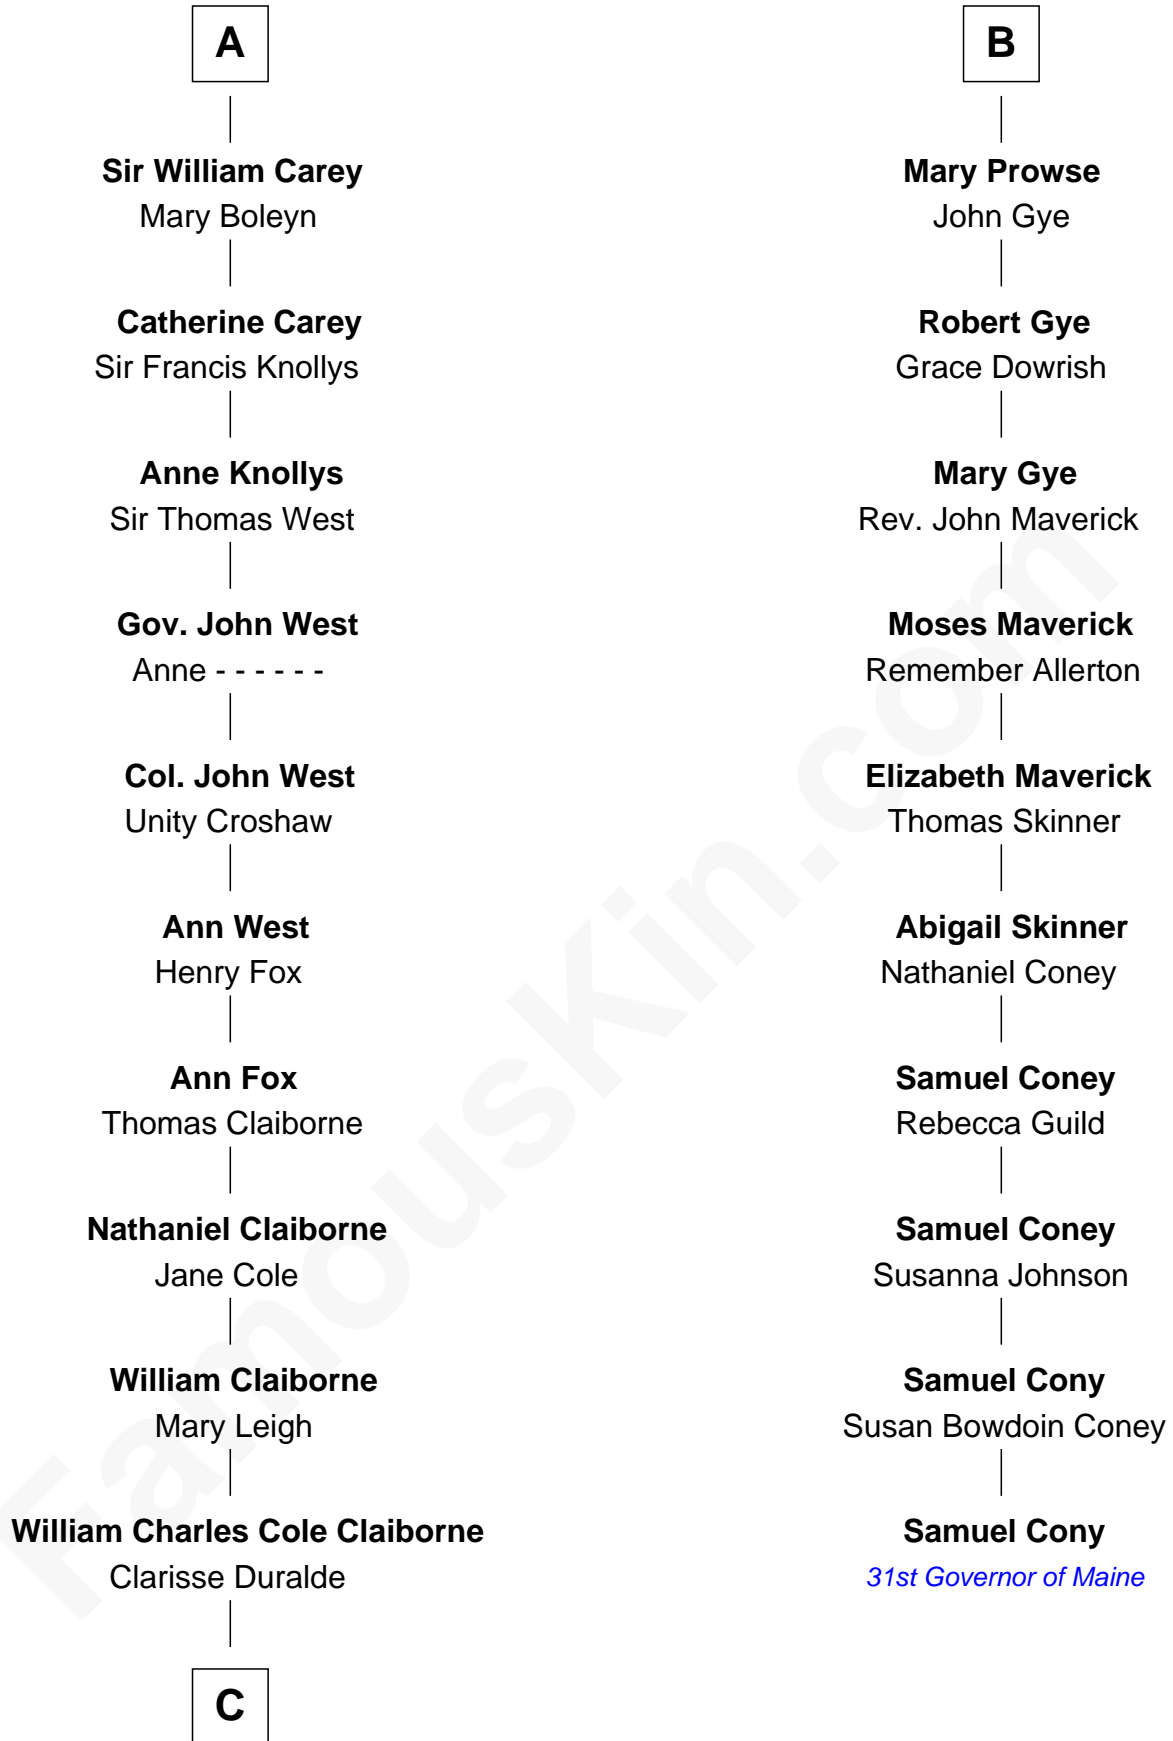 A
Sir William Carey
Mary Boleyn
Catherine Carey
Sir Francis Knollys
Anne Knollys
Sir Thomas West
Gov. John West
Anne - - - - - -
Col. John West
Unity Croshaw
Ann West
Henry Fox
Ann Fox
Thomas Claiborne
Nathaniel Claiborne
Jane Cole
William Claiborne
Mary Leigh
William Charles Cole Claiborne
Clarisse Duralde
C
B
Mary Prowse
John Gye
Robert Gye
Grace Dowrish
Mary Gye
Rev. John Maverick
Moses Maverick
Remember Allerton
Elizabeth Maverick
Thomas Skinner
Abigail Skinner
Nathaniel Coney
Samuel Coney
Rebecca Guild
Samuel Coney
Susanna Johnson
Samuel Cony
Susan Bowdoin Coney
Samuel Cony
31st Governor of Maine
FamousKin.com